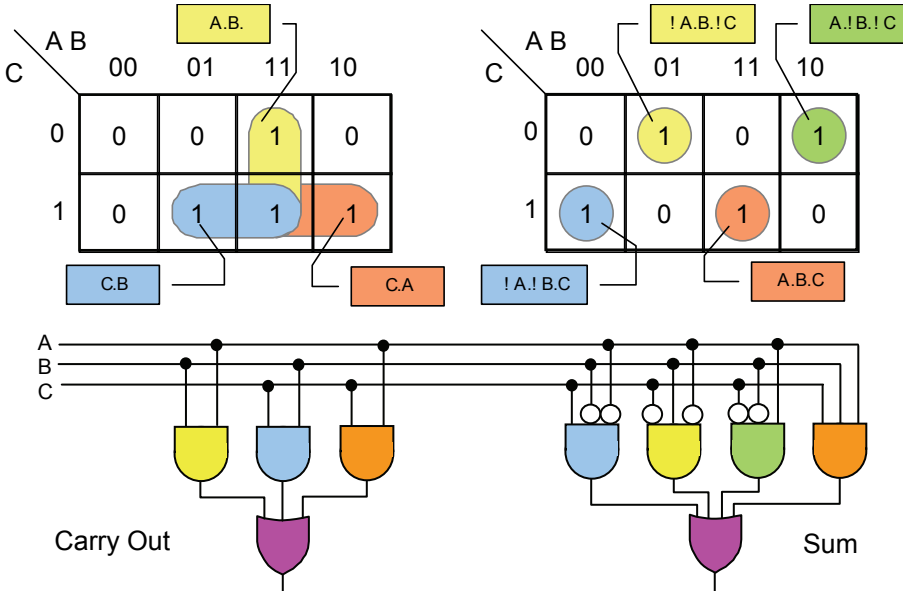 A.B.
! A.B.! C
A.! B.! C
A B
C
00 01 11 10
A B
C
00 01 11 10
0 0 0 1 0
0 0 1 0 1
1 0 1 1 1
1 1 0 1 0
C.B
C.A
! A.! B.C
A.B.C
A
B
C
Carry Out
Sum